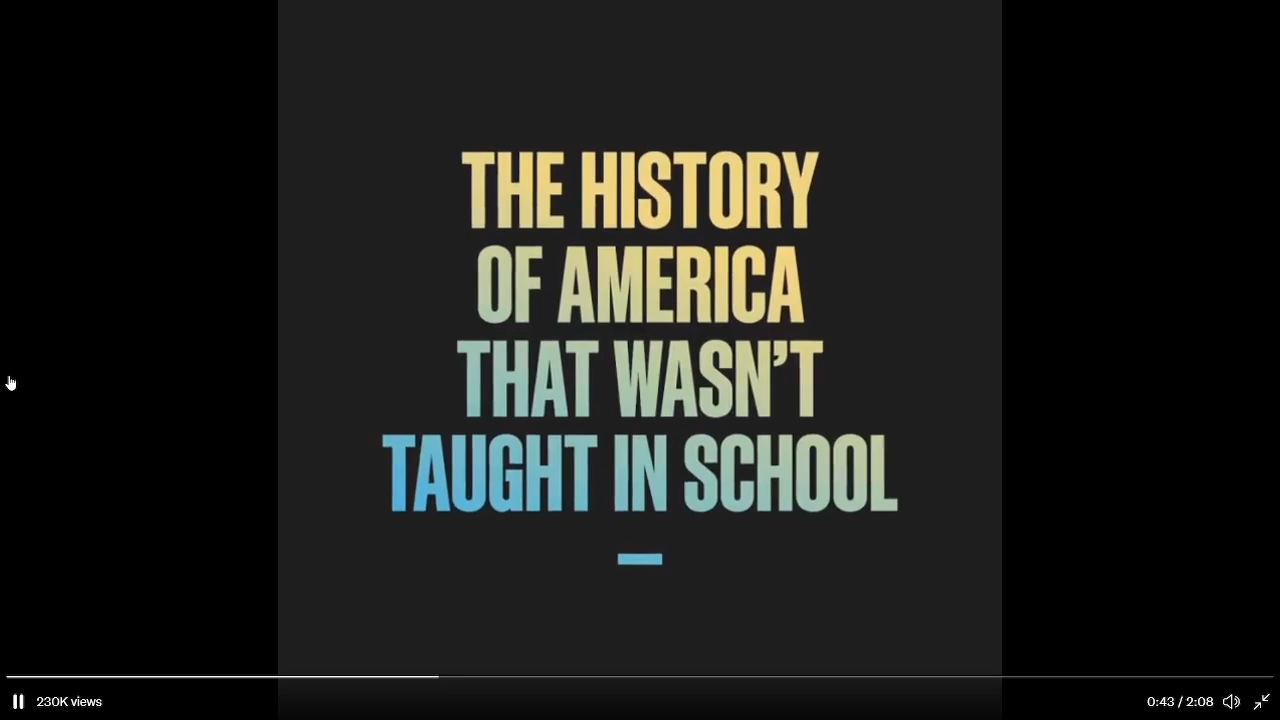 THE HISTORY
OF AMERICA
THAT WASN’T
TAUGHT IN SCHOOL
230K views
0:43 / 2:08